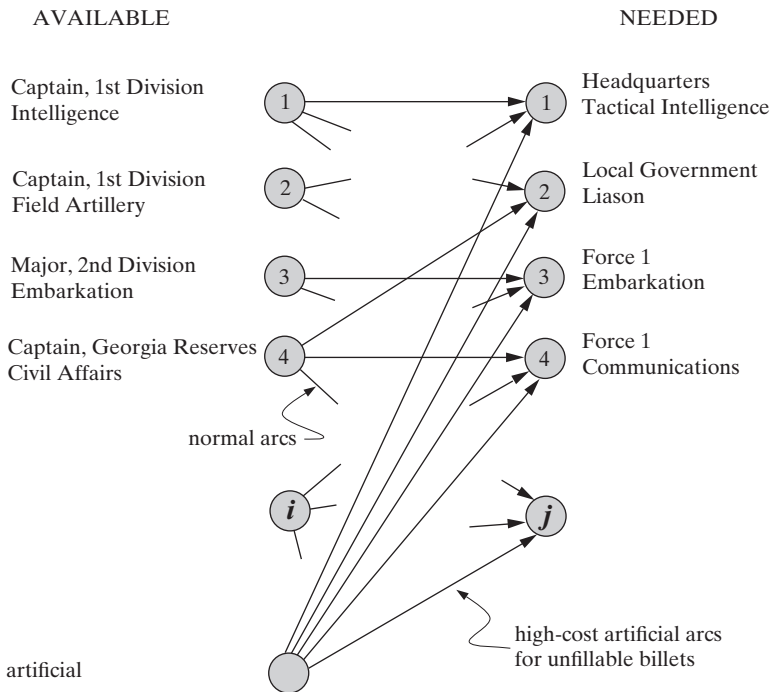 AVAILABLE
NEEDED
Captain, 1st Division
Intelligence
1
1
Headquarters
Tactical Intelligence
Captain, 1st Division
Field Artillery
2
2
Local Government
Liason
Major, 2nd Division
Embarkation
3
3
Force 1
Embarkation
Captain, Georgia Reserves
Civil Affairs
4
4
Force 1
Communications
normal arcs
i
j
high-cost artificial arcs
for unfillable billets
artificial